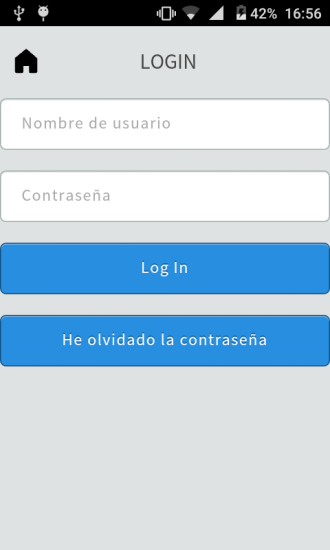 42% 16:56
LOGIN
Nombre de usuario
Contraseña
Log In
He olvidado la contraseña